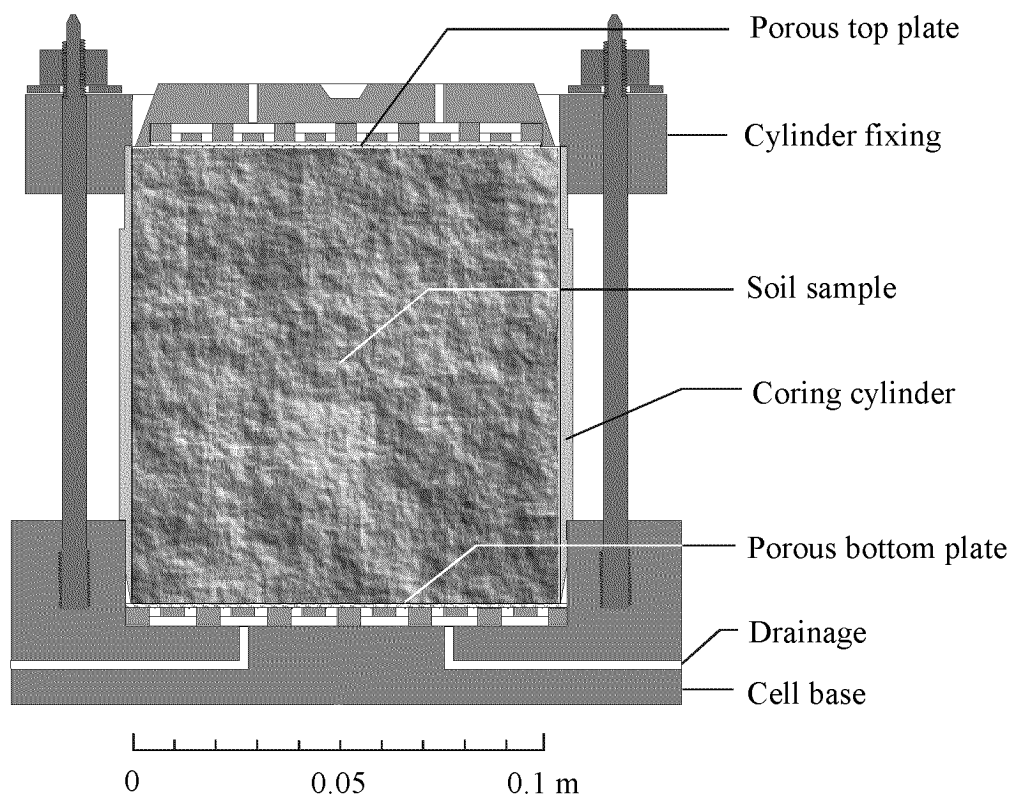 Porous top plate
Cylinder fixing
Soil sample
Coring cylinder
Porous bottom plate
Drainage
Cell base
0 0.05 0.1 m